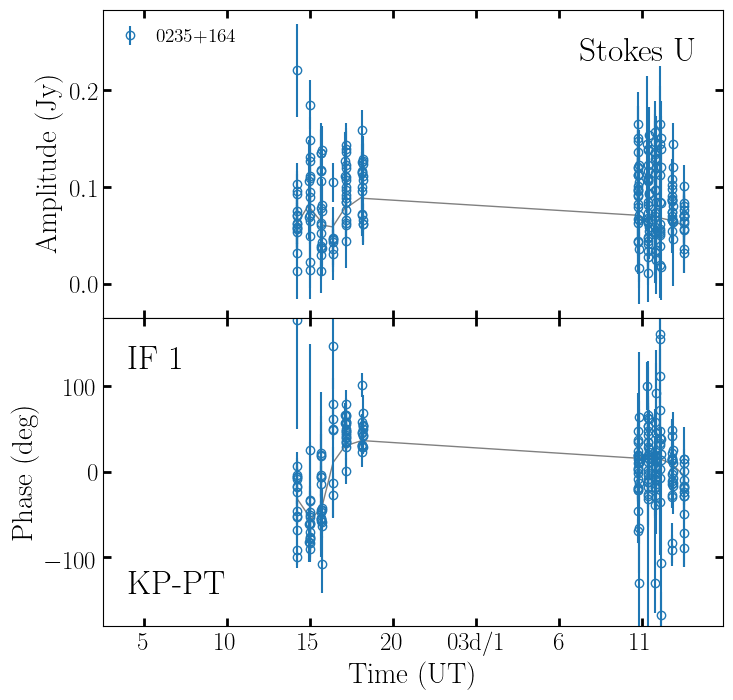 0235+164
Stokes U
Amplitude (Jy)
0.2
0.1
0.0
IF 1
Phase (deg)
100
0
−100
KP-PT
5 10 15 20 03d/1 6 11
Time (UT)